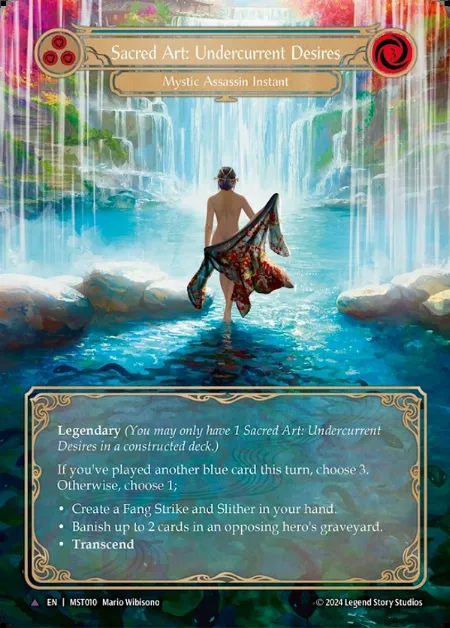 Sacred Art: Undercurrent Desires
Mystic Assassin Instant
Legendary (You may only have 1 Sacred Art: Undercurrent
Desires in a constructed deck.)
If you've played another blue card this turn, choose 3.
Otherwise, choose 1;
• Create a Fang Strike and Slither in your hand.
• Banish up to 2 cards in an opposing hero's graveyard.
• Transcend
EN | MST010 Mario Wibisono
© 2024 Legend Story Studios